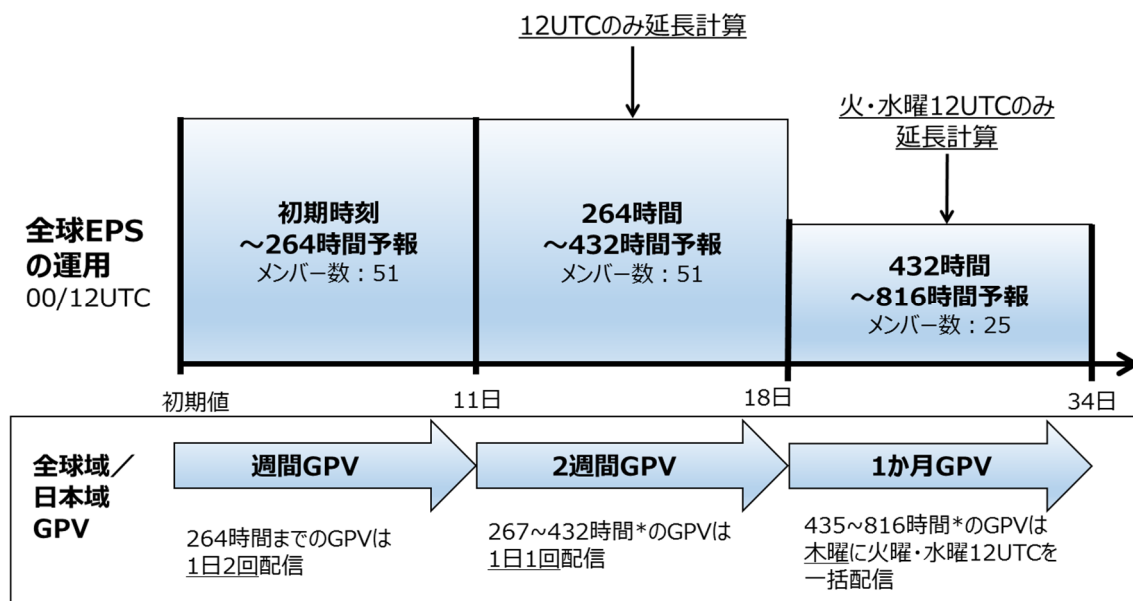 12UTCのみ延長計算
火・水曜12UTCのみ
延長計算
全球EPS
の運用
00/12UTC
初期時刻
～264時間予報
メンバー数：51
264時間
～432時間予報
メンバー数：51
432時間
～816時間予報
メンバー数：25
初期値
11日
18日
34日
全球域／
日本域
GPV
週間GPV
2週間GPV
1か月GPV
264時間までのGPVは
1日2回配信
267～432時間*のGPVは
1日1回配信
435～816時間*のGPVは
木曜に火曜・水曜12UTCを
一括配信